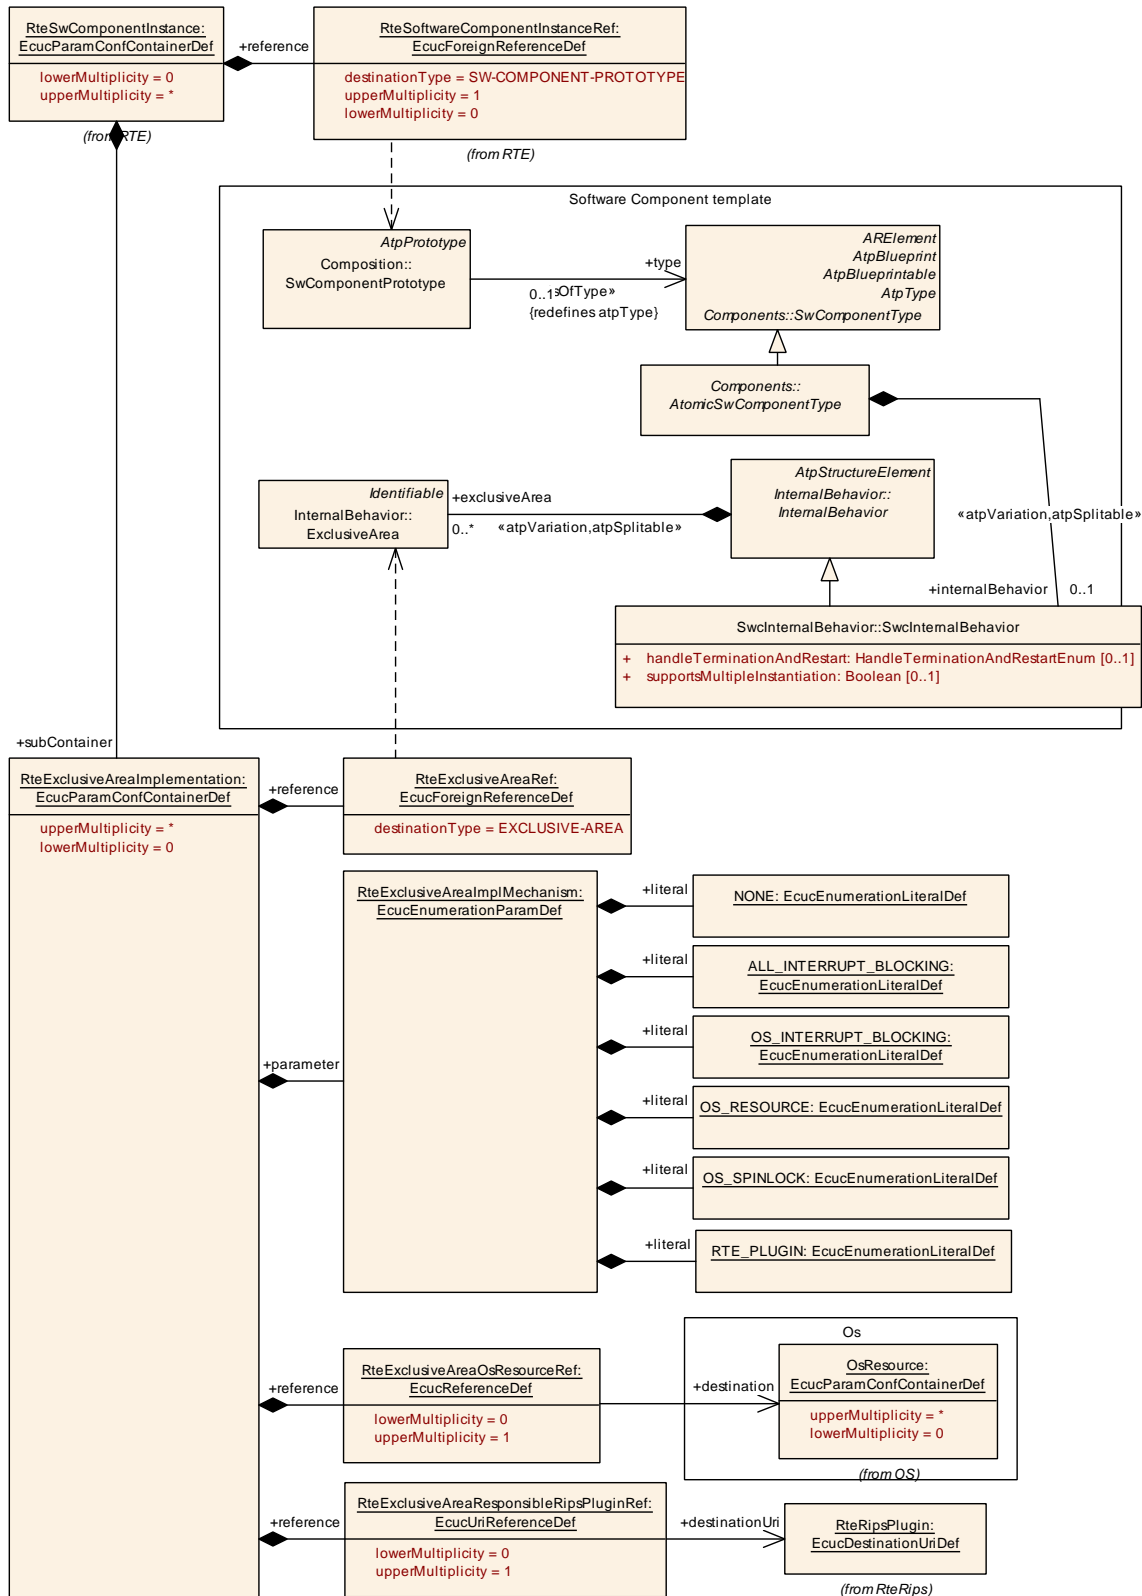 RteSwComponentInstance:
EcucParamConfContainerDef
lowerMultiplicity = 0
upperMultiplicity = *
(from RTE)
+reference
RteSoftwareComponentInstanceRef:
EcucForeignReferenceDef
destinationType = SW-COMPONENT-PROTOTYPE
upperMultiplicity = 1
lowerMultiplicity = 0
(from RTE)
Software Component template
AtpPrototype
Composition::
SwComponentPrototype
+type
0..1
sOfType»
{redefines atpType}
ARElement
AtpBlueprint
AtpBlueprintable
AtpType
Components::SwComponentType
Components::
AtomicSwComponentType
Identifiable
InternalBehavior::
ExclusiveArea
+exclusiveArea
0..*
«atpVariation,atpSplitable»
AtpStructureElement
InternalBehavior::
InternalBehavior
«atpVariation,atpSplitable»
+internalBehavior
0..1
SwcInternalBehavior::SwcInternalBehavior
+ handleTerminationAndRestart: HandleTerminationAndRestartEnum [0..1]
+ supportsMultipleInstantiation: Boolean [0..1]
+subContainer
RteExclusiveAreaImplementation:
EcucParamConfContainerDef
upperMultiplicity = *
lowerMultiplicity = 0
+reference
RteExclusiveAreaRef:
EcucForeignReferenceDef
destinationType = EXCLUSIVE-AREA
+parameter
RteExclusiveAreaImplMechanism:
EcucEnumerationParamDef
+literal
NONE: EcucEnumerationLiteralDef
+literal
ALL_INTERRUPT_BLOCKING:
EcucEnumerationLiteralDef
+literal
OS_INTERRUPT_BLOCKING:
EcucEnumerationLiteralDef
+literal
OS_RESOURCE: EcucEnumerationLiteralDef
+literal
OS_SPINLOCK: EcucEnumerationLiteralDef
+literal
RTE_PLUGIN: EcucEnumerationLiteralDef
+reference
RteExclusiveAreaOsResourceRef:
EcucReferenceDef
lowerMultiplicity = 0
upperMultiplicity = 1
+destination
Os
OsResource:
EcucParamConfContainerDef
upperMultiplicity = *
lowerMultiplicity = 0
(from OS)
+reference
RteExclusiveAreaResponsibleRipsPluginRef:
EcucUriReferenceDef
lowerMultiplicity = 0
upperMultiplicity = 1
+destinationUri
RteRipsPlugin:
EcucDestinationUriDef
(from RteRips)